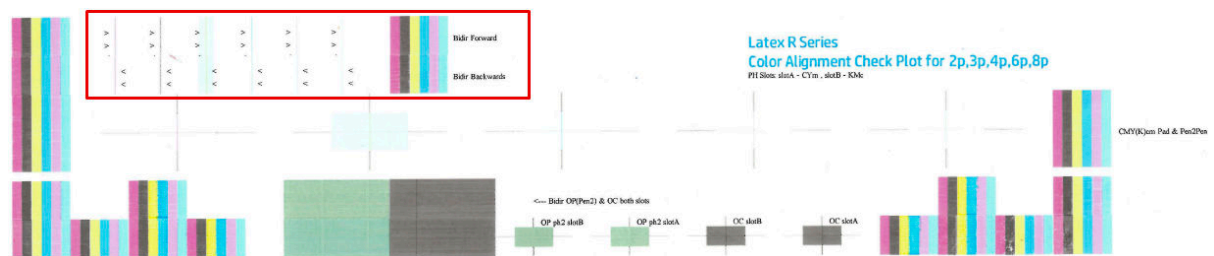 Bidir Forward
Bidir Backwards
Latex R Series
Color Alignment Check Plot for 2p,3p,4p,6p,8p
PH Slots: slotA - CYm , slotB - KMc
CMY(K)cm Pad & Pen2Pen
<--- Bidir OP(Pen2) & OC both slots
OP ph2 slotB
OP ph2 slotA
OC slotB
OC slotA